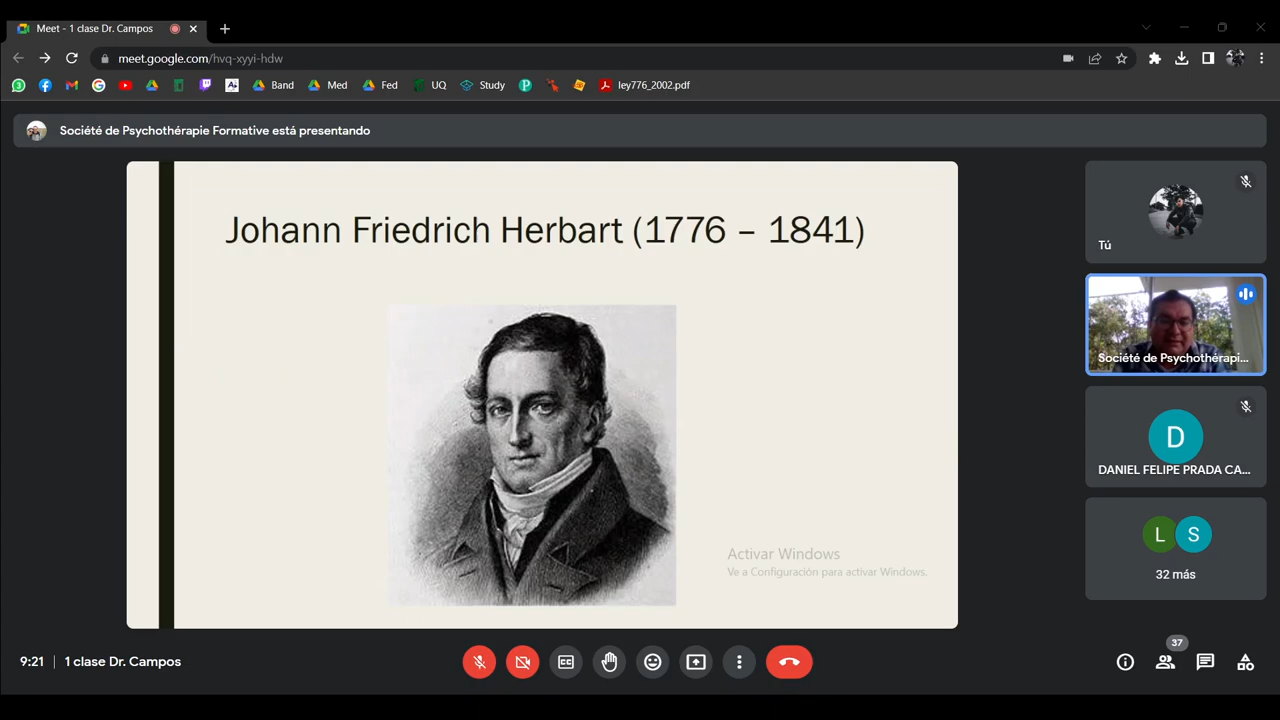 Meet - 1 clase Dr. Campos
meet.google.com/hvq-xyyi-hdw
Band
Med
Fed
UQ
Study
ley776_2002.pdf
Société de Psychothérapie Formative está presentando
Johann Friedrich Herbart (1776 – 1841)
Activar Windows
Ve a Configuración para activar Windows.
Tú
Société de Psychothérapi...
D
DANIEL FELIPE PRADA CA...
L
S
32 más
9:21
1 clase Dr. Campos
37